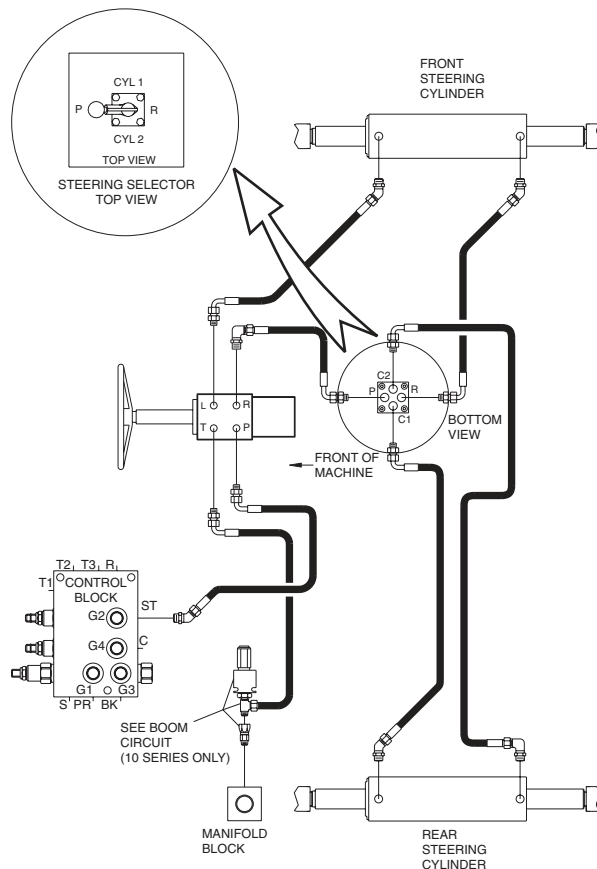 CYL 1
P
R
CYL 2
TOP VIEW
STEERING SELECTOR
TOP VIEW
FRONT
STEERING
CYLINDER
L
R
T
P
C2
P
R
C1
BOTTOM
VIEW
FRONT OF
MACHINE
T2
T3
R
T1
CONTROL
BLOCK
ST
G2
G4
C
G1
G3
S
PR
BK
SEE BOOM
CIRCUIT
(10 SERIES ONLY)
MANIFOLD
BLOCK
REAR
STEERING
CYLINDER